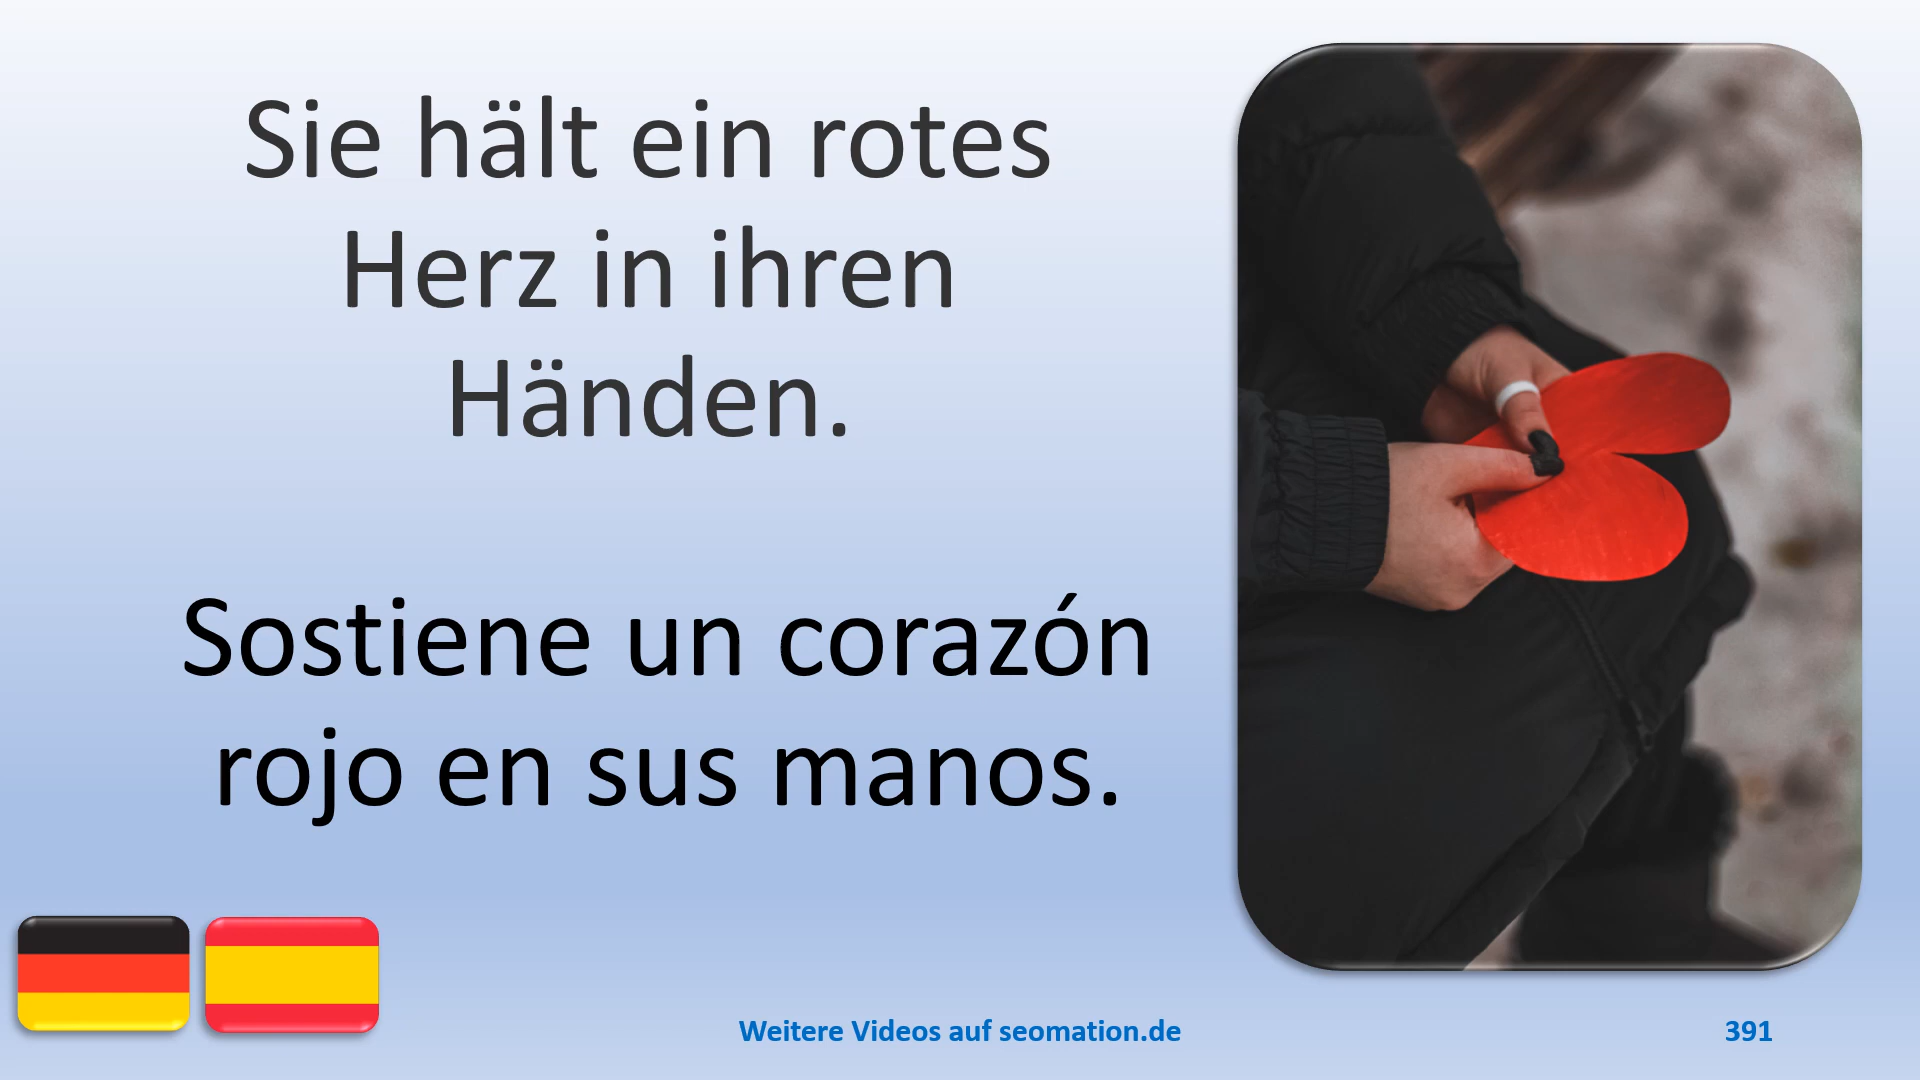 Sie hält ein rotes
Herz in ihren
Händen.
Sostiene un corazón
rojo en sus manos.
Weitere Videos auf seomation.de
391